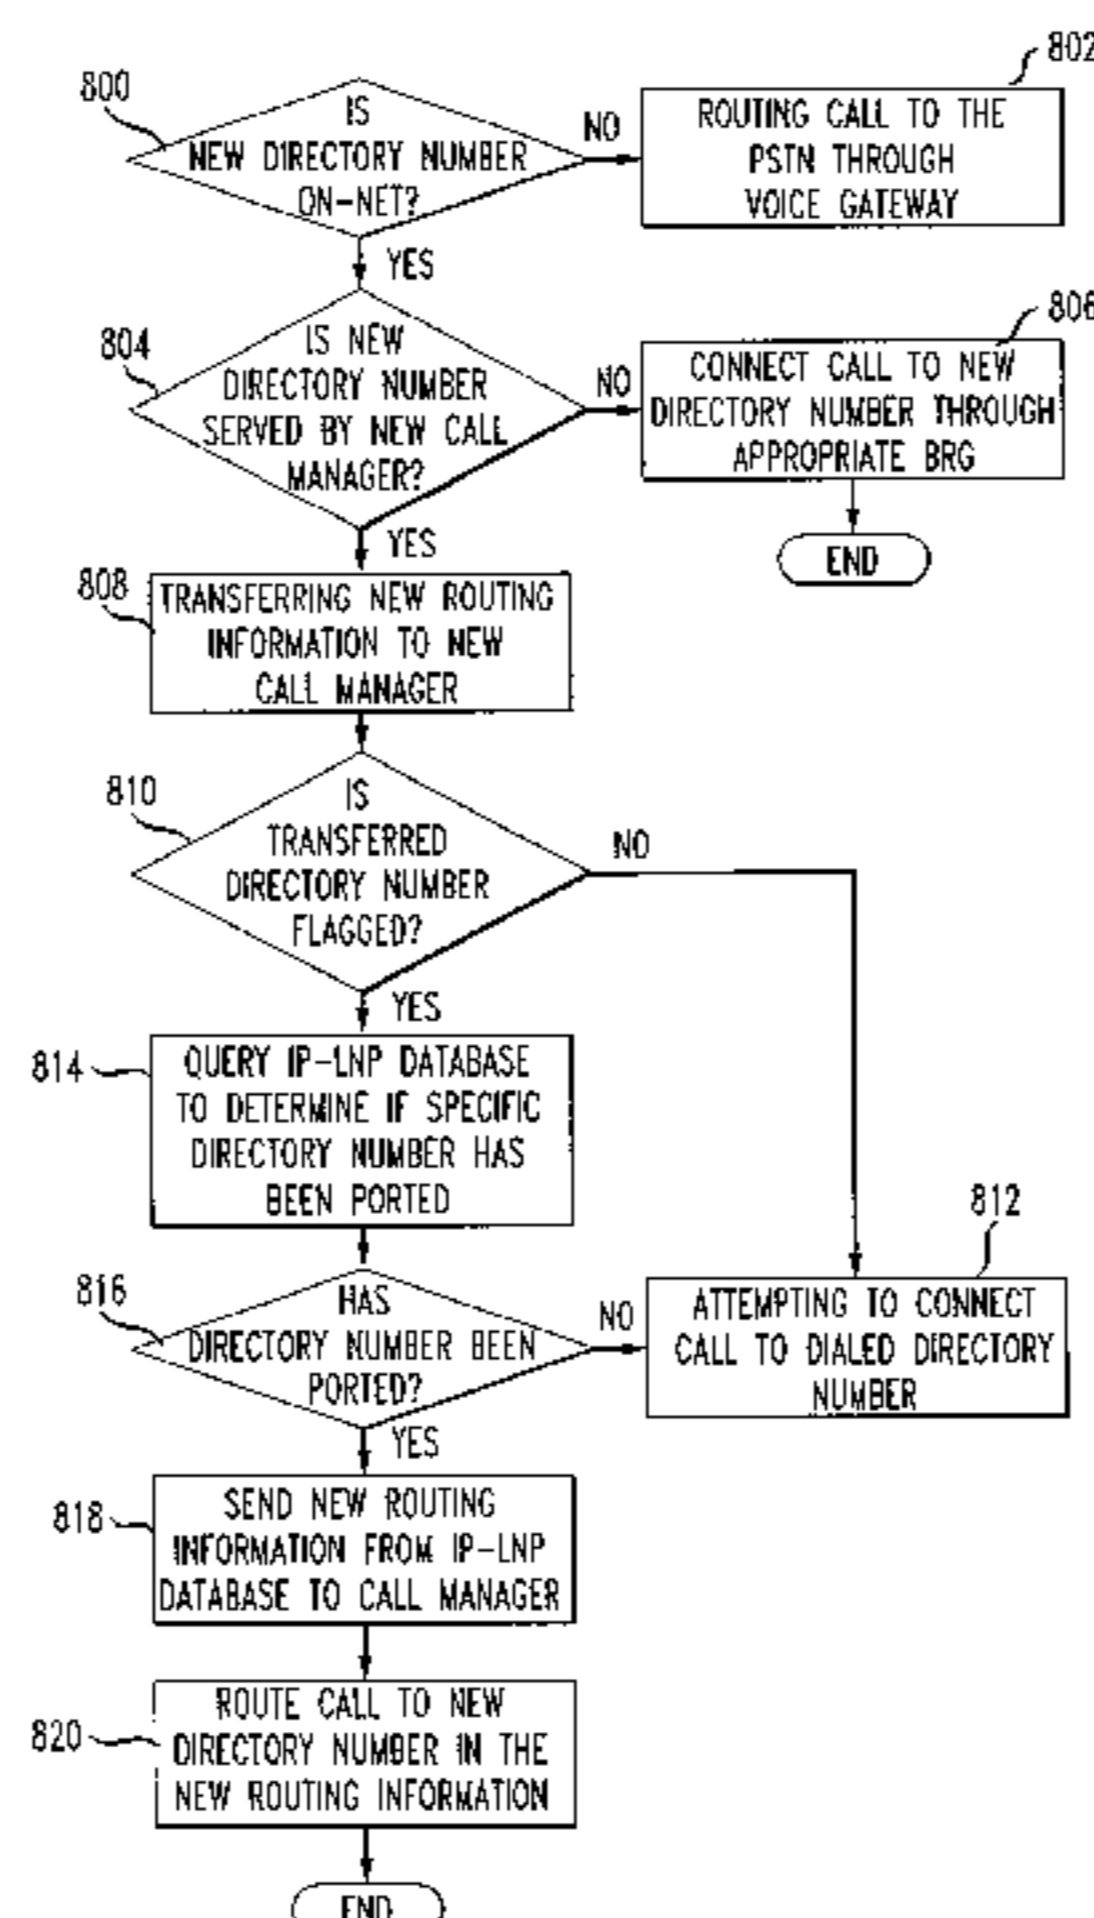 800
IS
NEW DIRECTORY NUMBER
ON-NET?
NO
802
ROUTING CALL TO THE
PSTN THROUGH
VOICE GATEWAY
YES
804
IS NEW
DIRECTORY NUMBER
SERVED BY NEW CALL
MANAGER?
NO
806
CONNECT CALL TO NEW
DIRECTORY NUMBER THROUGH
APPROPRIATE BRG
END
YES
808
TRANSFERRING NEW ROUTING
INFORMATION TO NEW
CALL MANAGER
810
IS
TRANSFERRED
DIRECTORY NUMBER
FLAGGED?
NO
YES
814
QUERY IP-LNP DATABASE
TO DETERMINE IF SPECIFIC
DIRECTORY NUMBER HAS
BEEN PORTED
816
HAS
DIRECTORY NUMBER BEEN
PORTED?
NO
812
ATTEMPTING TO CONNECT
CALL TO DIALED DIRECTORY
NUMBER
YES
818
SEND NEW ROUTING
INFORMATION FROM IP-LNP
DATABASE TO CALL MANAGER
820
ROUTE CALL TO NEW
DIRECTORY NUMBER IN THE
NEW ROUTING INFORMATION
END